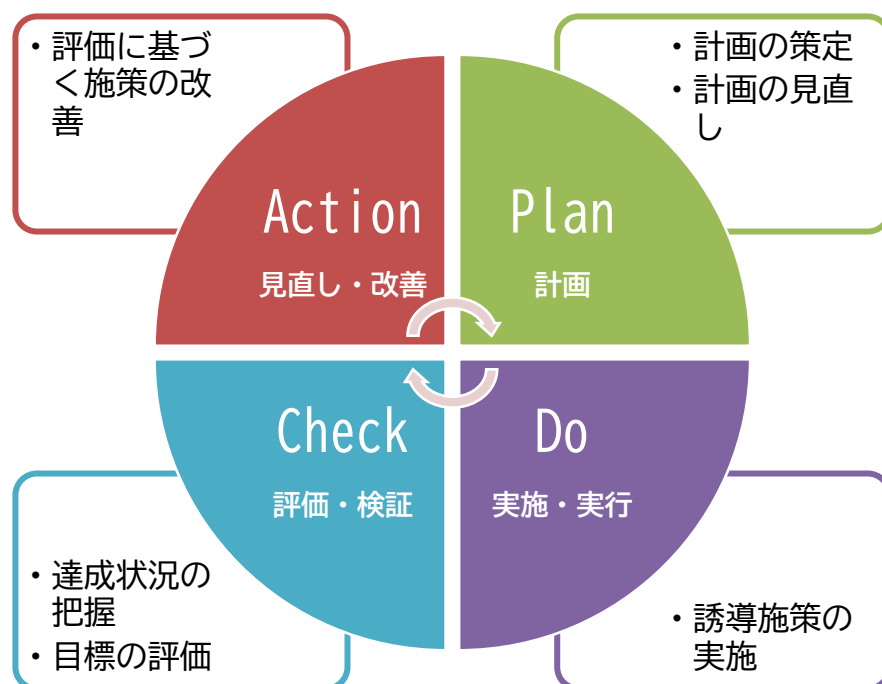 ・評価に基づ
く施策の改
善
・計画の策定
・計画の見直
し
Action
見直し・改善
Plan
計画
Check
評価・検証
Do
実施・実行
・達成状況の
把握
・目標の評価
・誘導施策の
実施